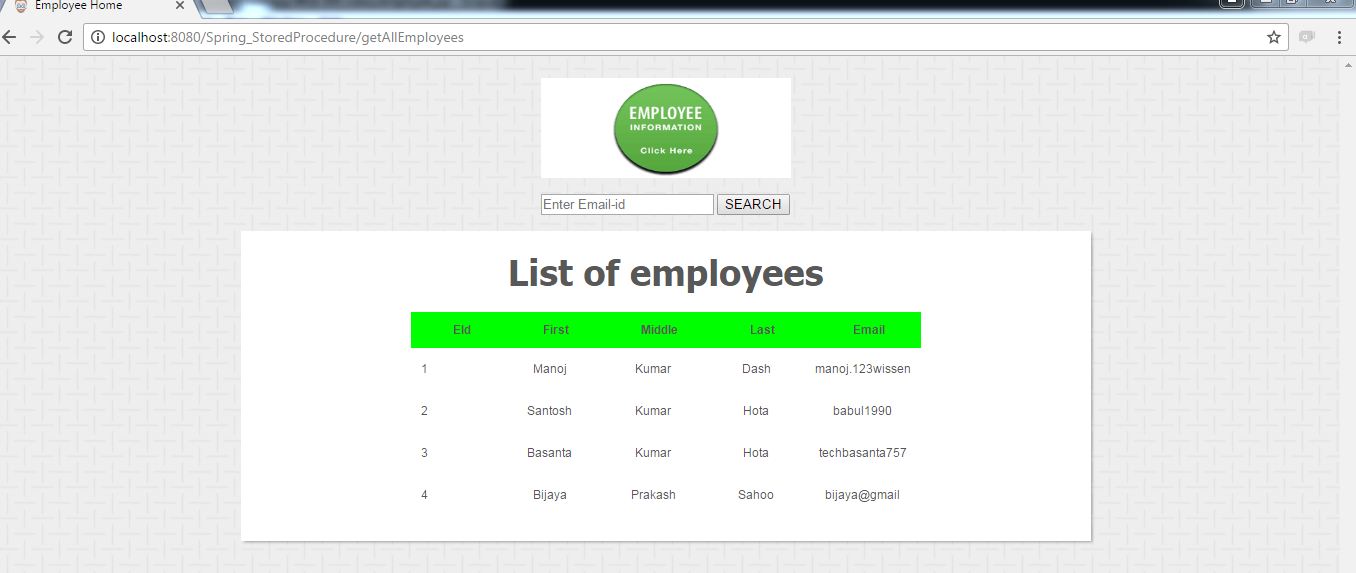 Employee Home
localhost:8080/Spring_StoredProcedure/getAllEmployees
EMPLOYEE
INFORMATION
Click Here
Enter Email-id SEARCH
List of employees
EId First Middle Last Email
1 Manoj Kumar Dash manoj.123wissen
2 Santosh Kumar Hota babul1990
3 Basanta Kumar Hota techbasanta757
4 Bijaya Prakash Sahoo bijaya@gmail